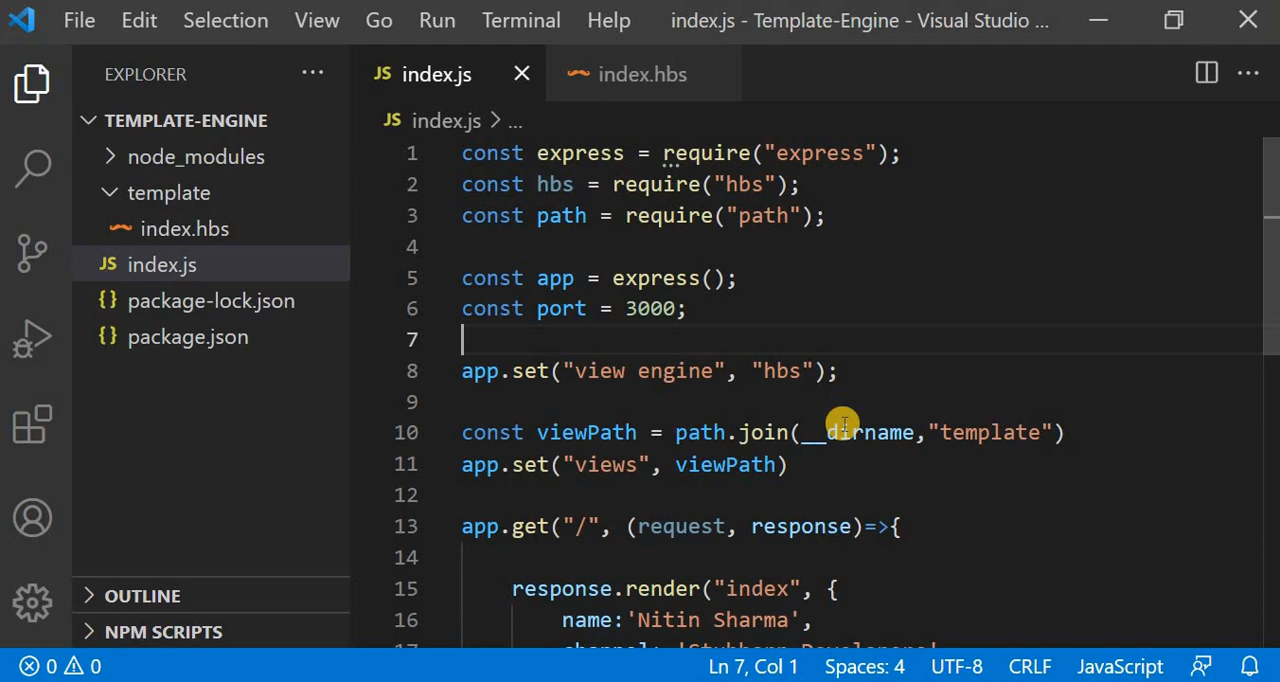 File Edit Selection View Go Run Terminal Help index.js - Template-Engine - Visual Studio ...
EXPLORER ...
TEMPLATE-ENGINE
node_modules
template
index.hbs
JS index.js
{} package-lock.json
{} package.json
OUTLINE
NPM SCRIPTS
JS index.js index.hbs
JS index.js > ...
1 const express = require("express");
2 const hbs = require("hbs");
3 const path = require("path");
4
5 const app = express();
6 const port = 3000;
7
8 app.set("view engine", "hbs");
9
10 const viewPath = path.join(__dirname,"template")
11 app.set("views", viewPath)
12
13 app.get("/", (request, response)=>{
14
15 response.render("index", {
16 name:'Nitin Sharma',
0 0 Ln 7, Col 1 Spaces: 4 UTF-8 CRLF JavaScript